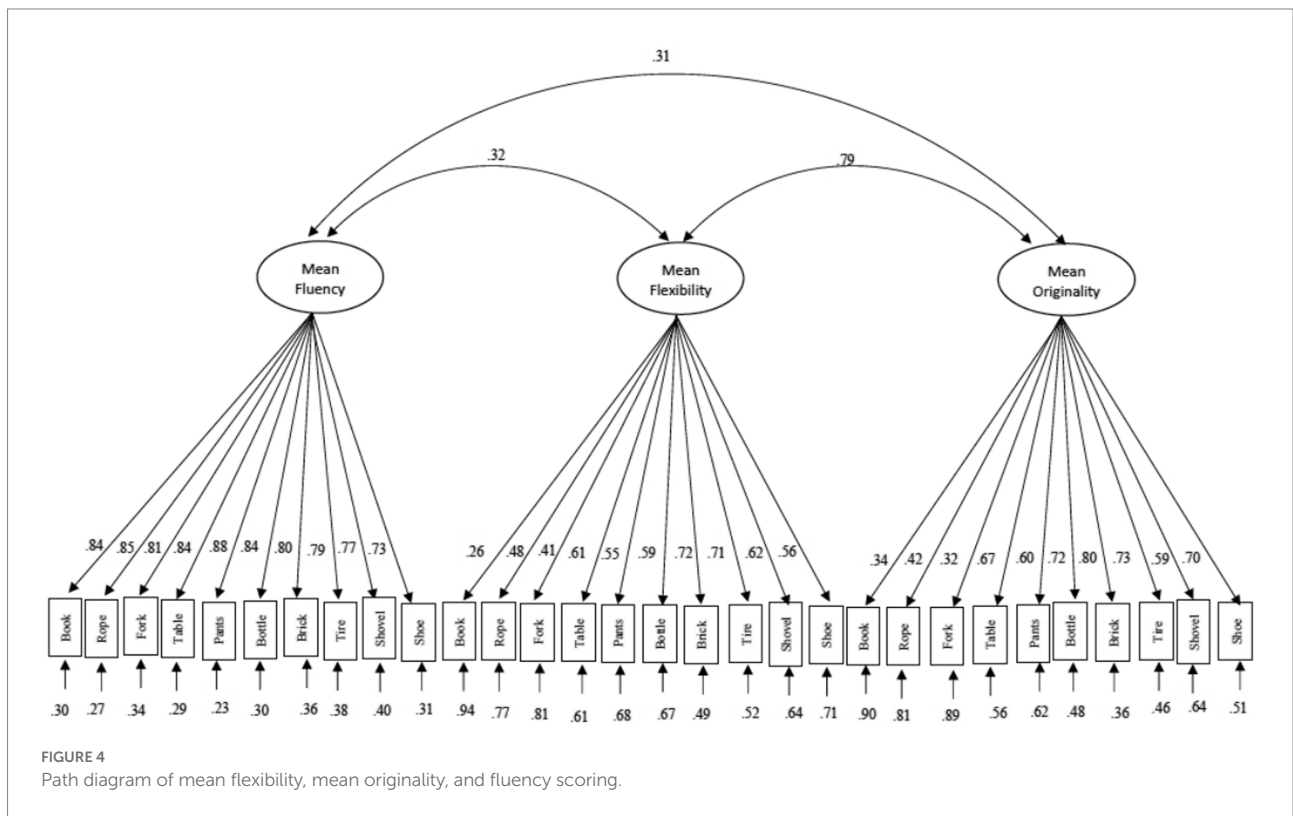 .31
.32
.79
Mean
Fluency
Mean
Flexibility
Mean
Originality
.84 .85 .81 .84 .88 .84 .80 .79 .77 .73 .26 .48 .41 .61 .55 .59 .72 .71 .62 .56 .34 .42 .32 .67 .60 .72 .80 .73 .59 .70
Book Rope Fork Table Pants Bottle Brick Tire Shovel Shoe Book Rope Fork Table Pants Bottle Brick Tire Shovel Shoe Book Rope Fork Table Pants Bottle Brick Tire Shovel Shoe
.30 .27 .34 .29 .23 .30 .36 .38 .40 .31 .94 .77 .81 .61 .68 .67 .49 .52 .64 .71 .90 .81 .89 .56 .62 .48 .36 .46 .64 .51
FIGURE 4
Path diagram of mean flexibility, mean originality, and fluency scoring.